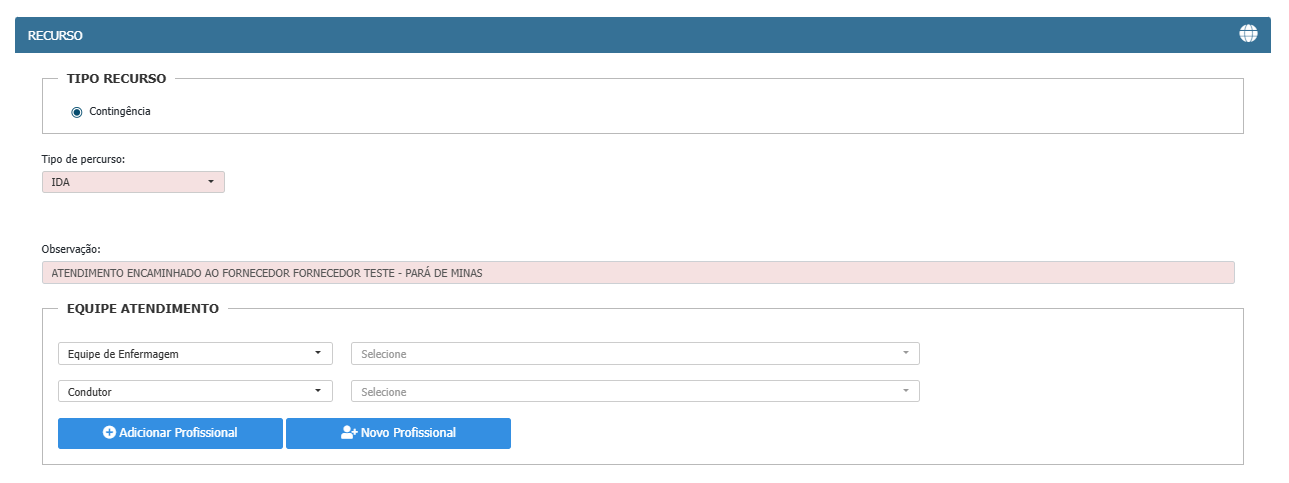 RECURSO
TIPO RECURSO
Contingência
Tipo de percurso:
IDA
Observação:
ATENDIMENTO ENCAMINHADO AO FORNECEDOR FORNECEDOR TESTE - PARÁ DE MINAS
EQUIPE ATENDIMENTO
Equipe de Enfermagem Selecione
Condutor Selecione
Adicionar Profissional Novo Profissional